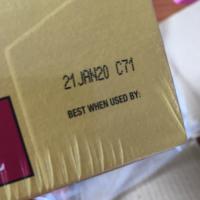 21JAN20 C71
BEST WHEN USED BY: